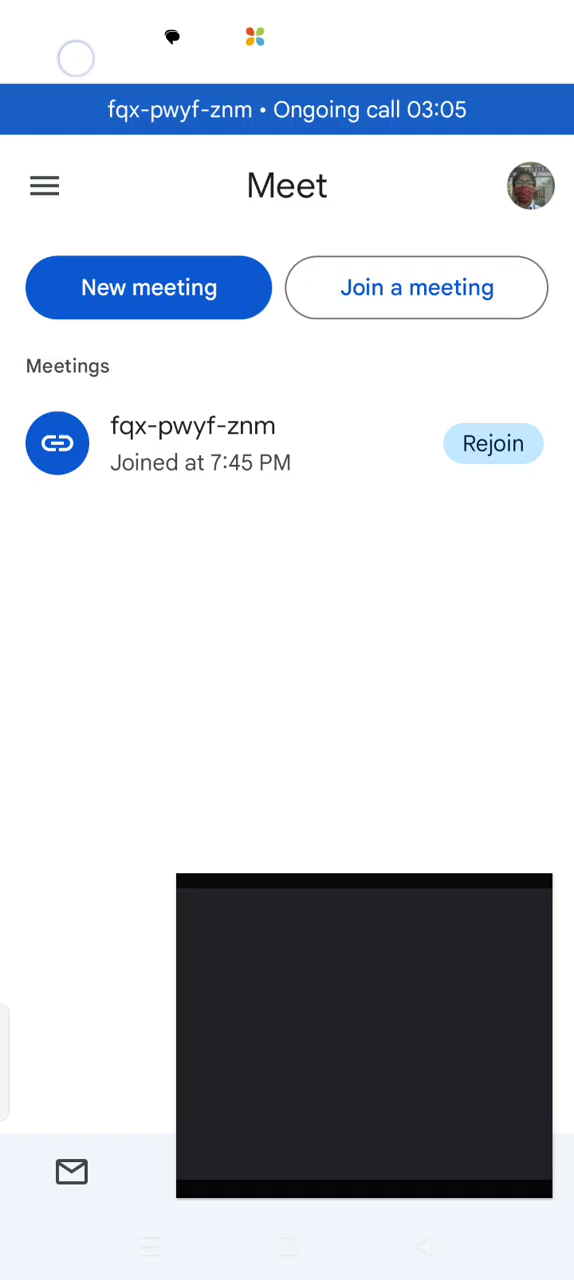 fqx-pwyf-znm • Ongoing call 03:05
Meet
New meeting
Join a meeting
Meetings
fqx-pwyf-znm
Joined at 7:45 PM
Rejoin